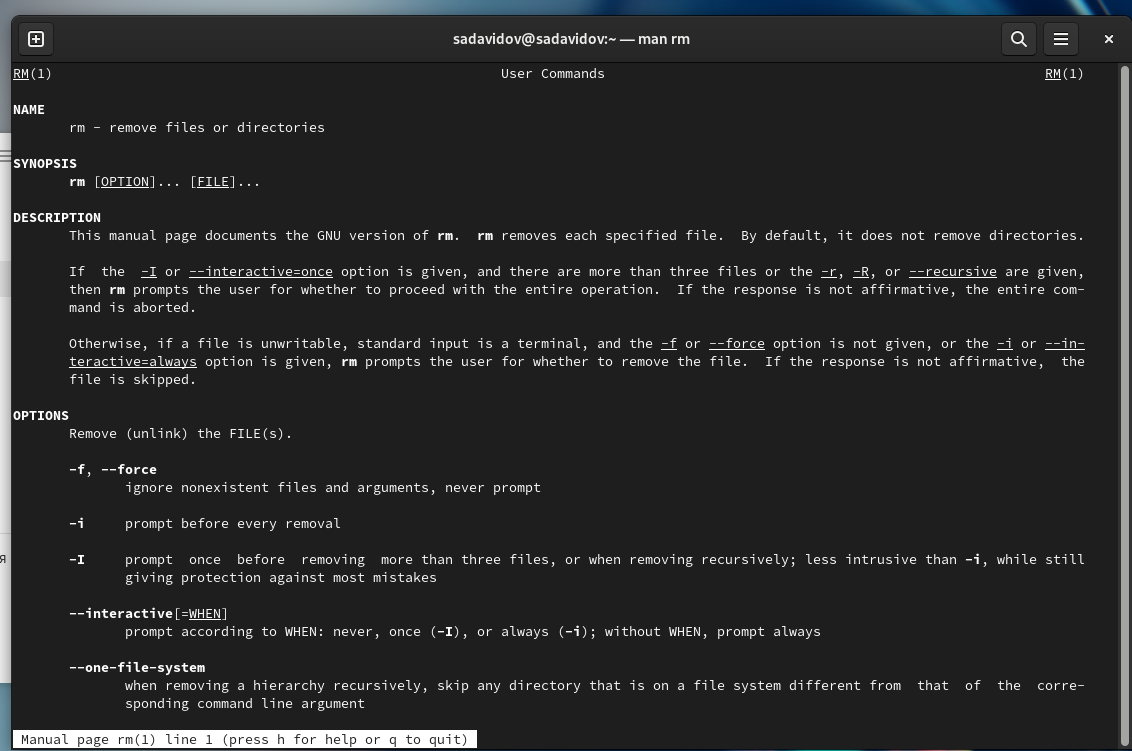 sadavidov@sadavidov:~ — man rm
RM(1) User Commands RM(1)
NAME
rm - remove files or directories
SYNOPSIS
rm [OPTION]... [FILE]...
DESCRIPTION
This manual page documents the GNU version of rm. rm removes each specified file. By default, it does not remove directories.
If the -I or --interactive=once option is given, and there are more than three files or the -r, -R, or --recursive are given,
then rm prompts the user for whether to proceed with the entire operation. If the response is not affirmative, the entire com-
mand is aborted.
Otherwise, if a file is unwritable, standard input is a terminal, and the -f or --force option is not given, or the -i or --in-
teractive=always option is given, rm prompts the user for whether to remove the file. If the response is not affirmative, the
file is skipped.
OPTIONS
Remove (unlink) the FILE(s).
-f, --force
ignore nonexistent files and arguments, never prompt
-i prompt before every removal
-I prompt once before removing more than three files, or when removing recursively; less intrusive than -i, while still
giving protection against most mistakes
я
--interactive[=WHEN]
prompt according to WHEN: never, once (-I), or always (-i); without WHEN, prompt always
--one-file-system
when removing a hierarchy recursively, skip any directory that is on a file system different from that of the corre-
sponding command line argument
Manual page rm(1) line 1 (press h for help or q to quit)